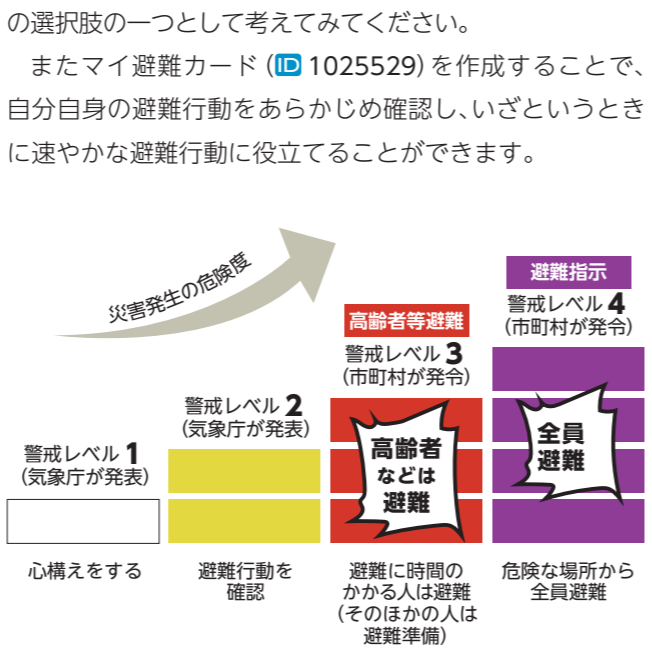 の選択肢の一つとして考えてみてください。
　またマイ避難カード（ID 1025529）を作成することで、
自分自身の避難行動をあらかじめ確認し、いざというとき
に速やかな避難行動に役立てることができます。
災害発生の危険度
警戒レベル 1
（気象庁が発表）
心構えをする
警戒レベル 2
（気象庁が発表）
避難行動を
確認
高齢者等避難
警戒レベル 3
（市町村が発令）
高齢者
などは
避難
避難に時間の
かかる人は避難
（そのほかの人は
避難準備）
避難指示
警戒レベル 4
（市町村が発令）
全員
避難
危険な場所から
全員避難